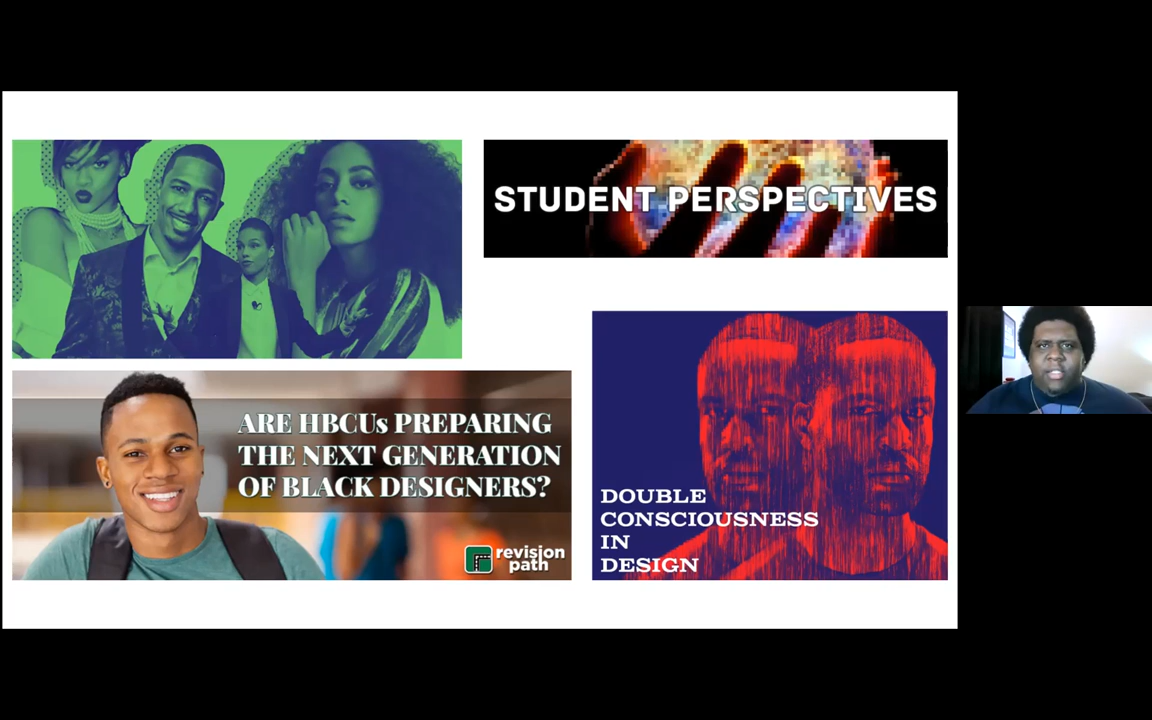 STUDENT PERSPECTIVES
ARE HBCUs PREPARING
THE NEXT GENERATION
OF BLACK DESIGNERS?
revision
path
DOUBLE
CONSCIOUSNESS
IN
DESIGN